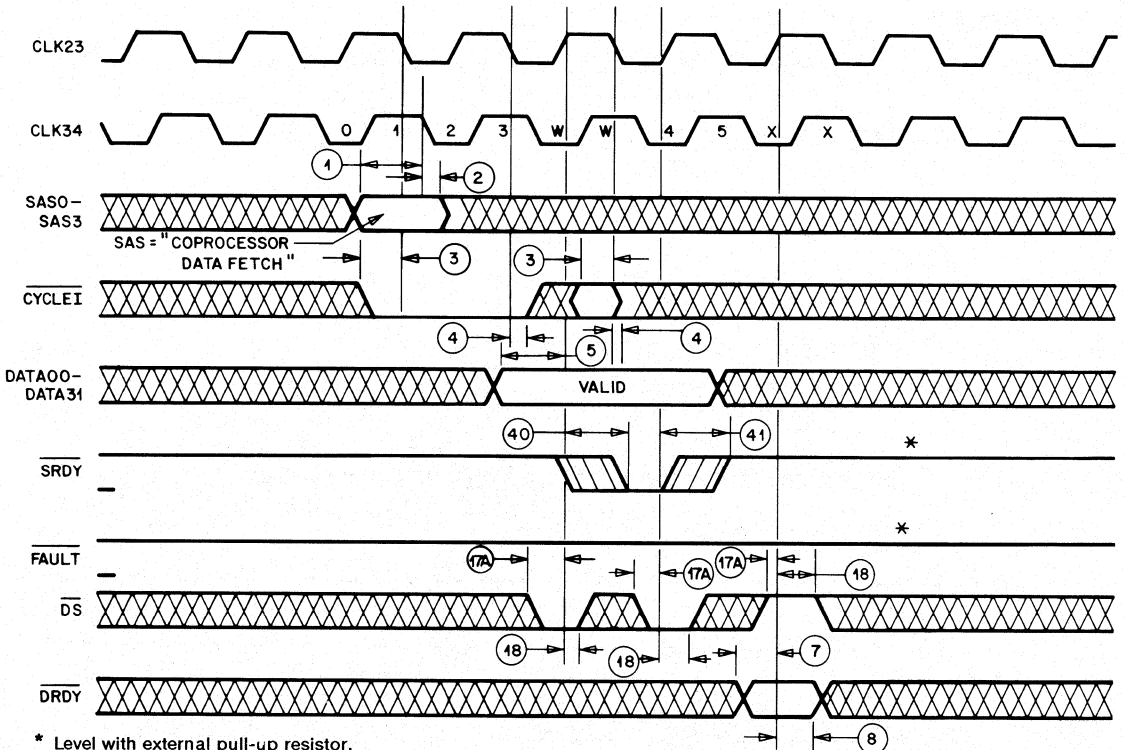 CLK23
CLK34
0 1 2 3 W W 4 5 X X
1
2
SAS0-
SAS3
SAS = "COPROCESSOR
DATA FETCH"
3
3
CYCLEI
4
5
4
DATA00-
DATA31
VALID
40
41
*
SRDY
*
FAULT
17A
17A
17A
18
DS
18
18
7
DRDY
8
* Level with external pull-up resistor.